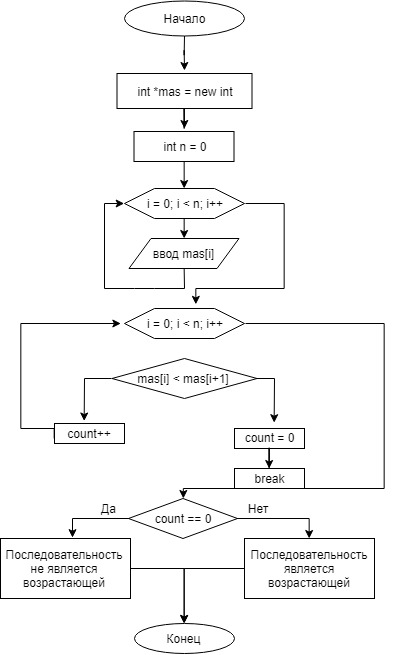 Начало
int *mas = new int
int n = 0
i = 0; i < n; i++
ввод mas[i]
i = 0; i < n; i++
mas[i] < mas[i+1]
count++
count = 0
break
Да
count == 0
Нет
Последовательность
не является
возрастающей
Последовательность
является
возрастающей
Конец